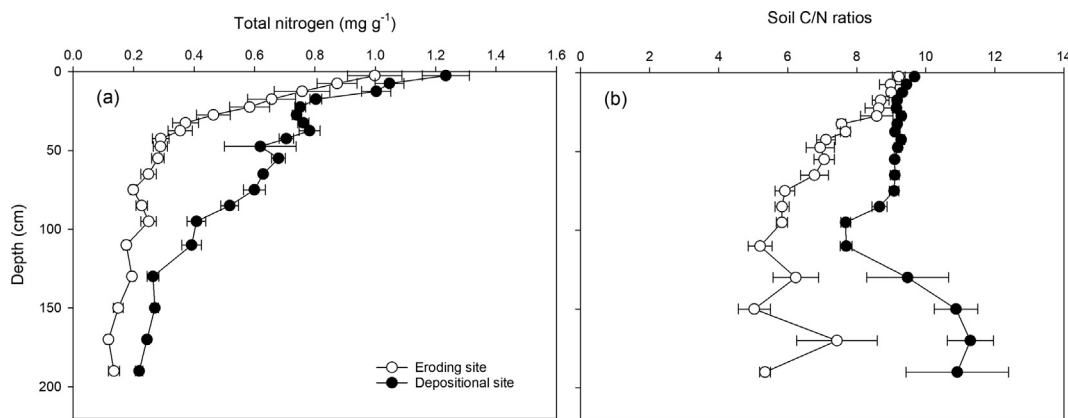 Total nitrogen (mg g-1)
0.0 0.2 0.4 0.6 0.8 1.0 1.2 1.4 1.6
Soil C/N ratios
4 6 8 10 12 14
Depth (cm)
0
50
100
150
200
(a)
Eroding site
Depositional site
(b)